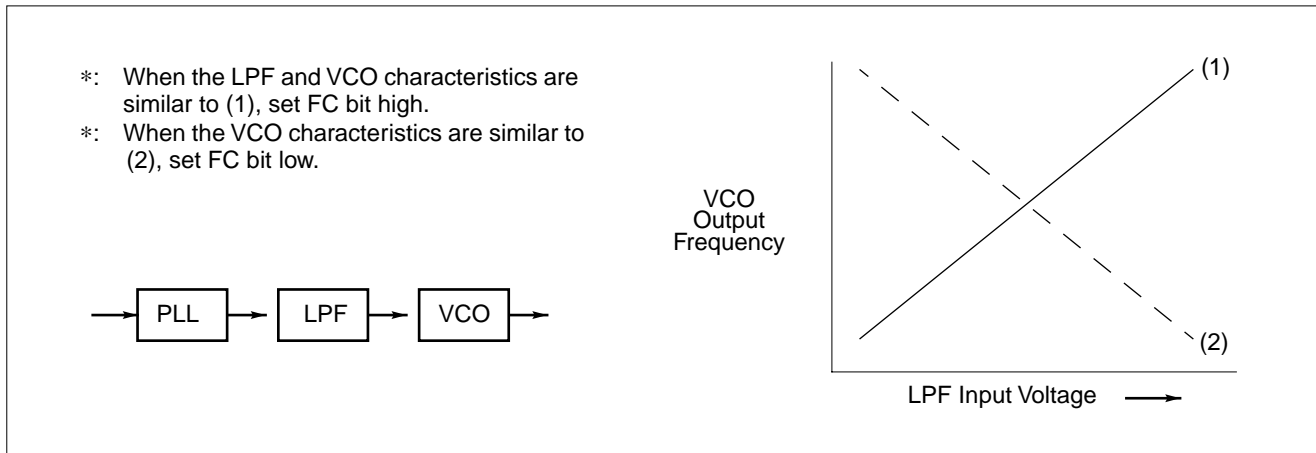 *: When the LPF and VCO characteristics are
similar to (1), set FC bit high.
*: When the VCO characteristics are similar to
(2), set FC bit low.
PLL
LPF
VCO
(1)
VCO
Output
Frequency
(2)
LPF Input Voltage